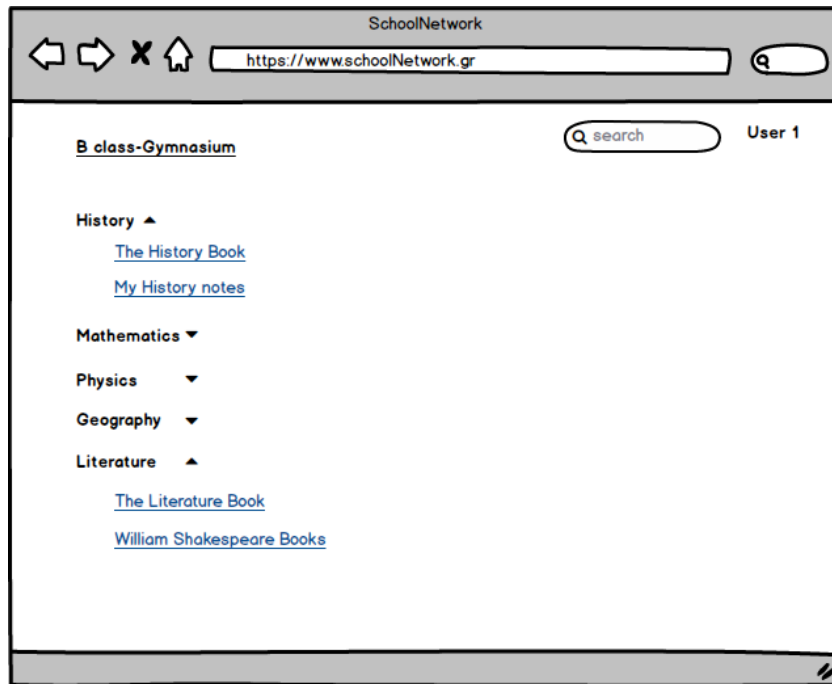 SchoolNetwork
https://www.schoolNetwork.gr
search
User 1
B class-Gymnasium
History
The History Book
My History notes
Mathematics
Physics
Geography
Literature
The Literature Book
William Shakespeare Books